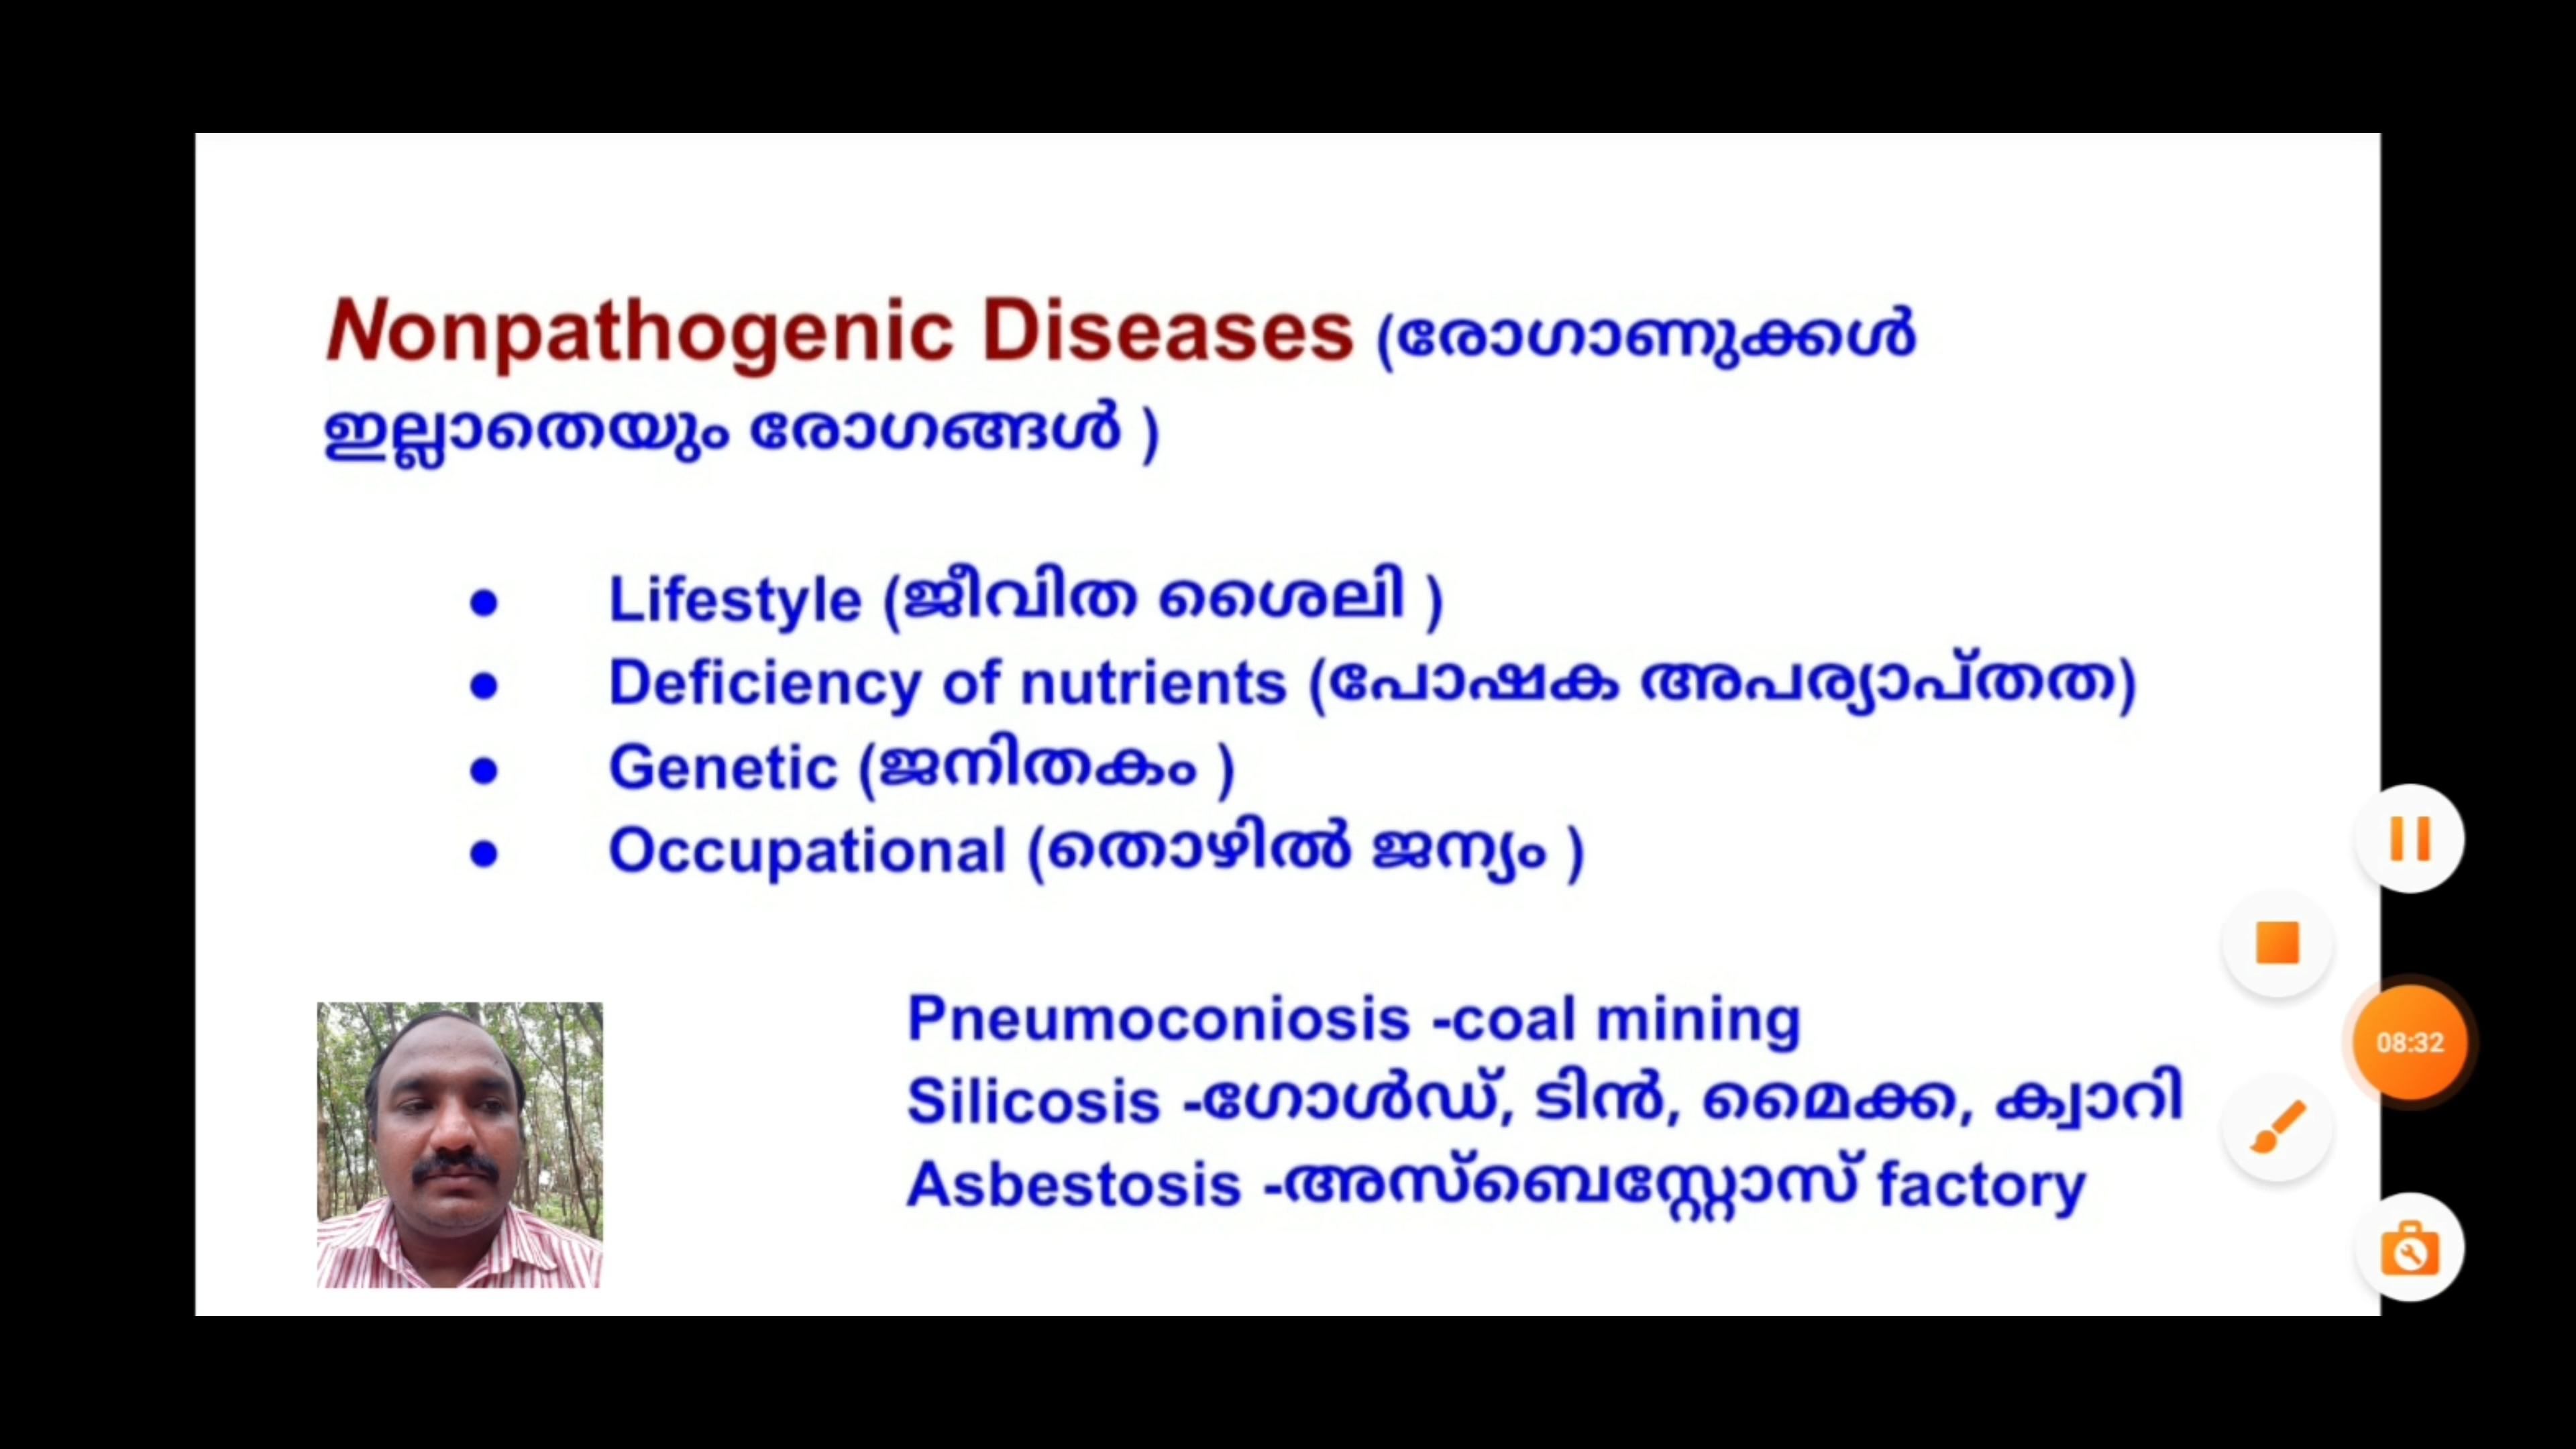 Nonpathogenic Diseases (രോഗാണുക്കൾ
ഇല്ലാതെയും രോഗങ്ങൾ )
• Lifestyle (ജീവിത ശൈലി )
• Deficiency of nutrients (പോഷക അപര്യാപ്തത)
• Genetic (ജനിതകം )
• Occupational (തൊഴിൽ ജന്യം )
Pneumoconiosis -coal mining
Silicosis -ഗോൾഡ്, ടിൻ, മൈക്ക, ക്വാറി
Asbestosis -അസ്ബെസ്റ്റോസ് factory
08:32